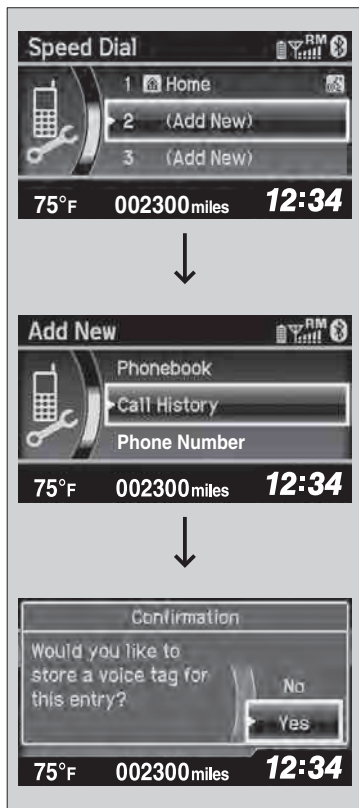 Speed Dial RM
1 Home
2 (Add New)
3 (Add New)
75°F 002300 miles 12:34
Add New RM
Phonebook
Call History
Phone Number
75°F 002300 miles 12:34
Confirmation
Would you like to
store a voice tag for
this entry?
No
Yes
75°F 002300 miles 12:34